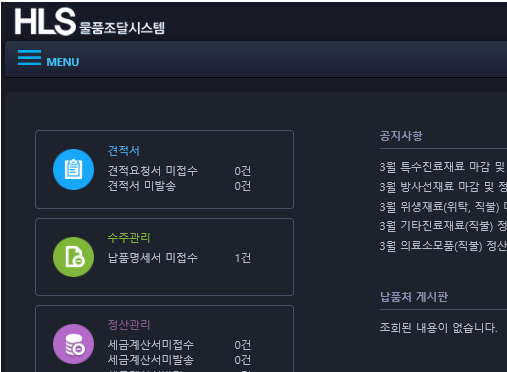 HLS 물품조달시스템
MENU
견적서
견적요청서 미접수 0건
견적서 미발송 0건
수주관리
납품명세서 미접수 1건
정산관리
세금계산서미접수 0건
세금계산서미발송 0건
공지사항
3월 특수진료재료 마감 및
3월 방사선재료 마감 및 정
3월 위생재료(위탁, 직불)
3월 기타진료재료(직불) 정
3월 의료소모품(직불) 정산
납품처 게시판
조회된 내용이 없습니다.